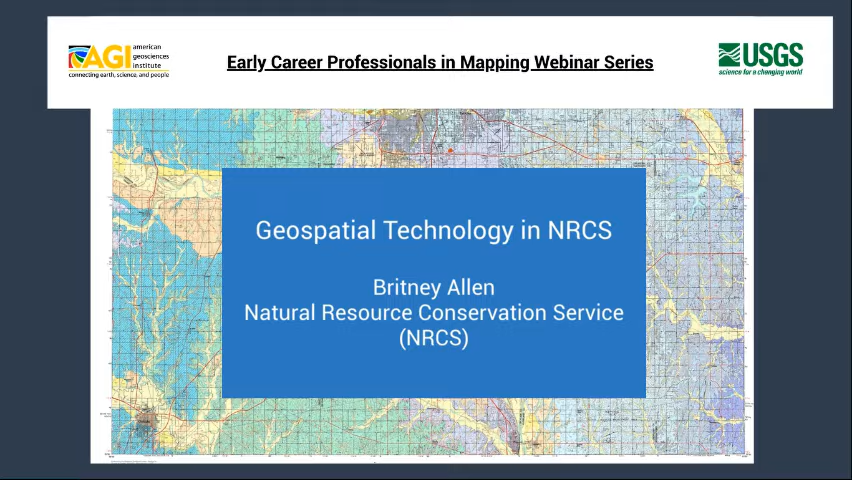 AGI american
geosciences
institute
connecting earth, science, and people
Early Career Professionals in Mapping Webinar Series
USGS
science for a changing world
Geospatial Technology in NRCS
Britney Allen
Natural Resource Conservation Service
(NRCS)